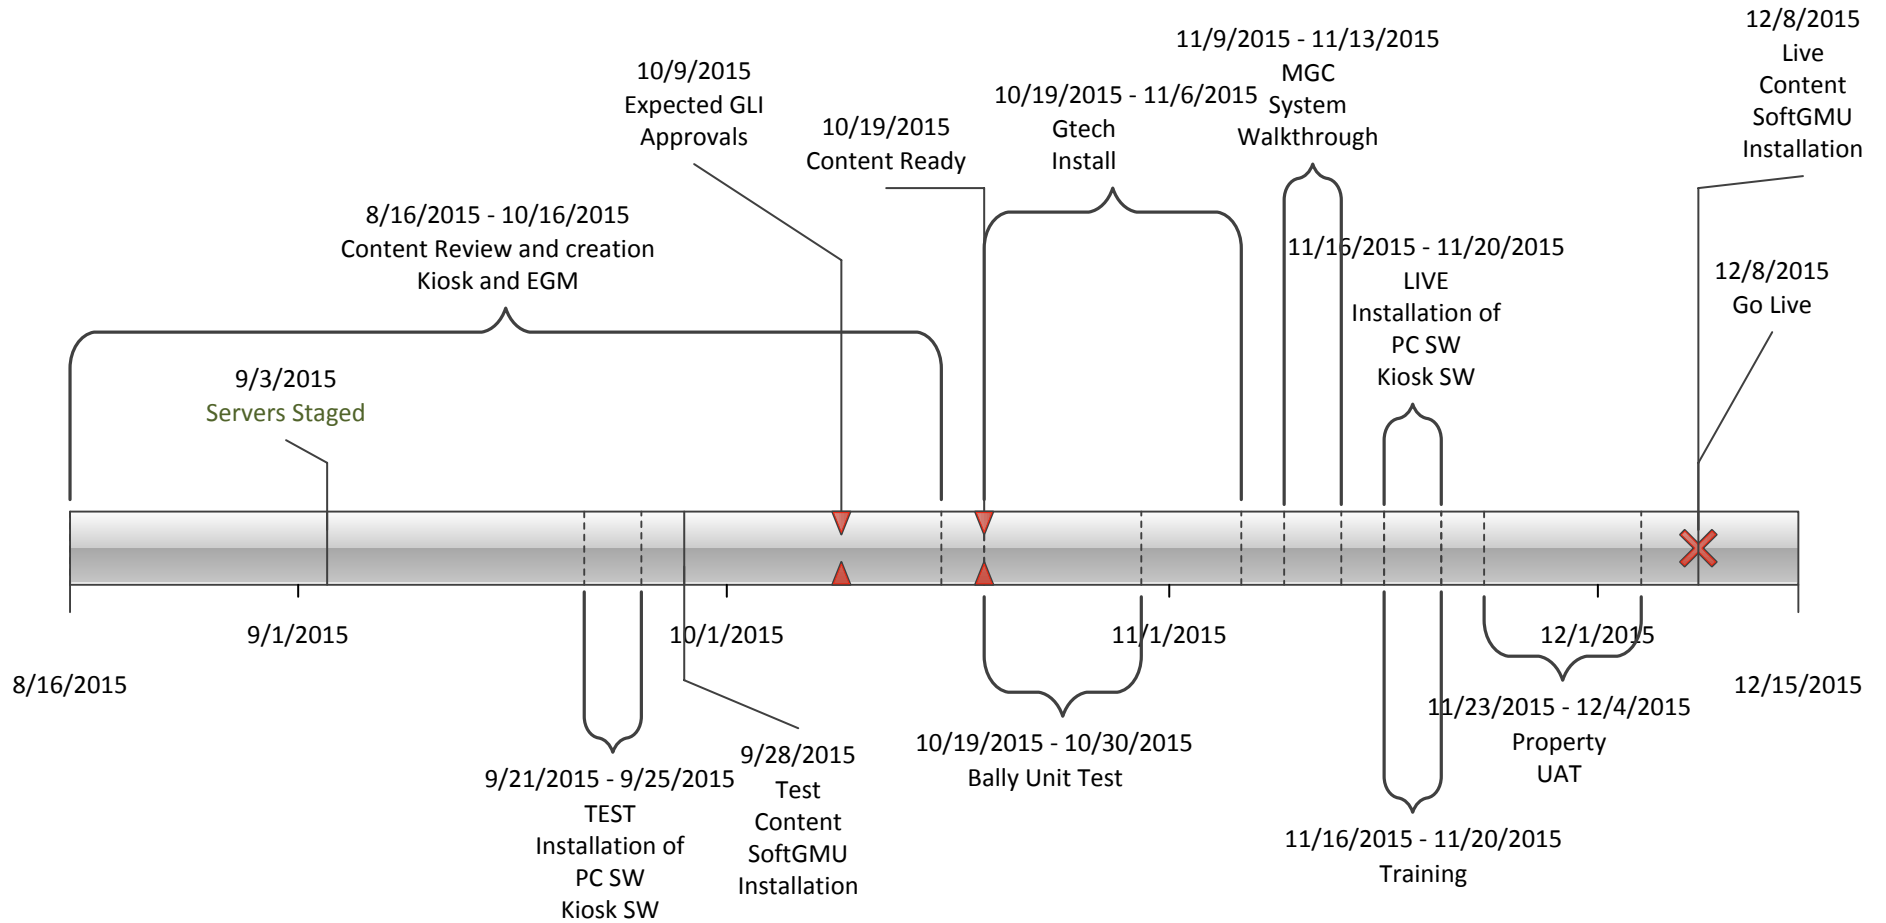 12/8/2015
Live
Content
SoftGMU
Installation
11/9/2015 - 11/13/2015
MGC
System
Walkthrough
10/9/2015
Expected GLI
Approvals
10/19/2015 - 11/6/2015
Gtech
Install
10/19/2015
Content Ready
8/16/2015 - 10/16/2015
Content Review and creation
Kiosk and EGM
11/16/2015 - 11/20/2015
LIVE
Installation of
PC SW
Kiosk SW
12/8/2015
Go Live
9/3/2015
Servers Staged
9/1/2015
10/1/2015
11/1/2015
12/1/2015
8/16/2015
12/15/2015
9/21/2015 - 9/25/2015
TEST
Installation of
PC SW
Kiosk SW
9/28/2015
Test
Content
SoftGMU
Installation
10/19/2015 - 10/30/2015
Bally Unit Test
11/23/2015 - 12/4/2015
Property
UAT
11/16/2015 - 11/20/2015
Training